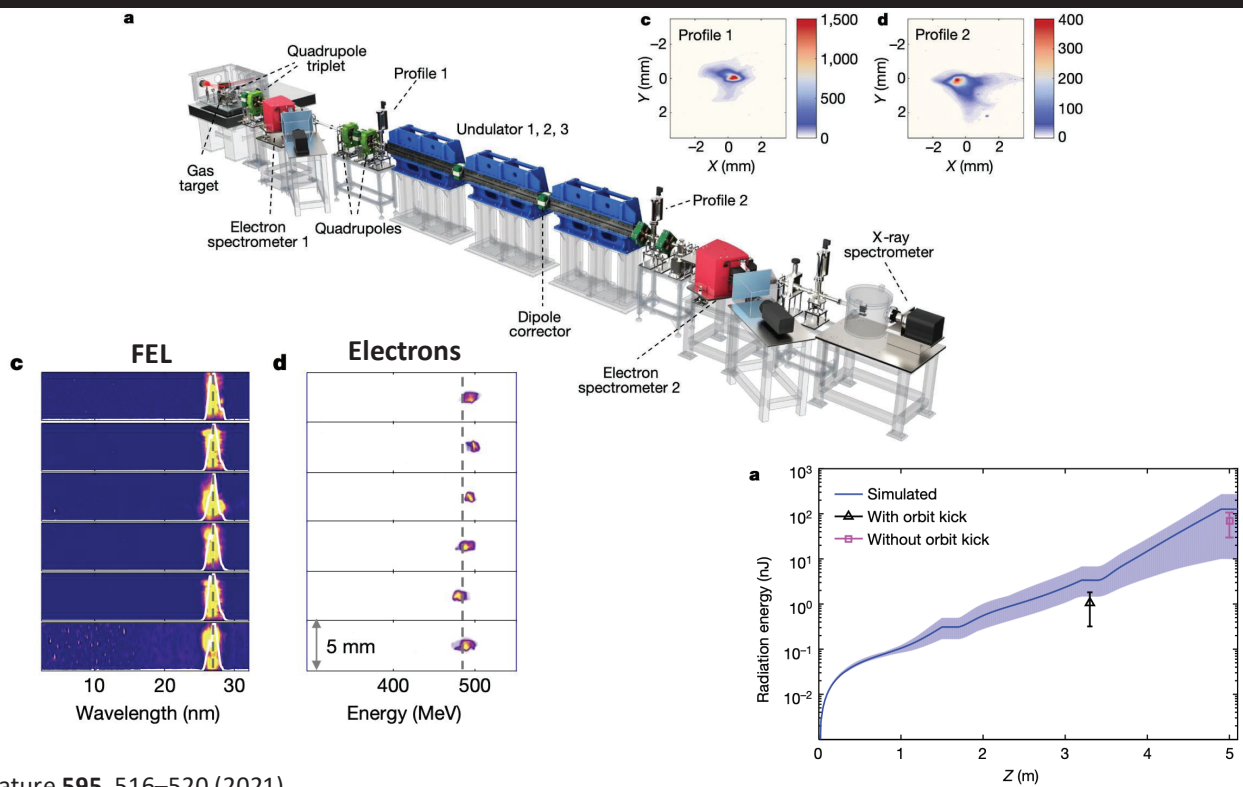 a
Quadrupole
triplet
Profile 1
Undulator 1, 2, 3
Gas
target
Electron
spectrometer 1
Quadrupoles
Dipole
corrector
Profile 2
Electron
spectrometer 2
X-ray
spectrometer
c
Profile 1
Y (mm)
−2
0
2
−2 0 2
X (mm)
1,500
1,000
500
0
d
Profile 2
Y (mm)
−2
0
2
−2 0 2
X (mm)
400
300
200
100
0
c
FEL
10 20 30
Wavelength (nm)
d
Electrons
5 mm
400 500
Energy (MeV)
a
Simulated
With orbit kick
Without orbit kick
Radiation energy (nJ)
10³
10²
10¹
10⁰
10⁻¹
10⁻²
0 1 2 3 4 5
Z (m)
ature 595, 516–520 (2021)